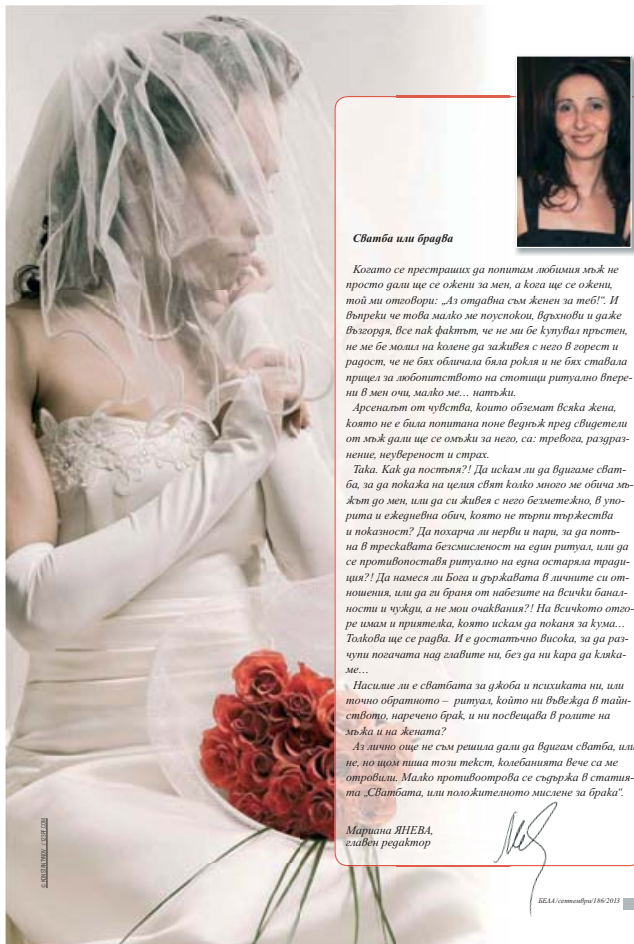 Сватба или брадва
Когато се престраших да попитам любимия мъж не
просто дали ще се ожени за мен, а кога ще се ожени,
той ми отговори: „Аз отдавна съм женен за теб!“. И
въпреки че това малко ме поуспокои, вдъхнови и даже
възгордя, все пак фактът, че не ми бе купувал пръстен,
не ме бе молил на колене да заживея с него в горест и
радост, че не бях обличала бяла рокля и не бях ставала
прицел за любопитството на стотици ритуално впере-
ни в мен очи, малко ме… натъжи.
Арсеналът от чувства, които обземат всяка жена,
която не е била попитана поне веднъж пред свидетели
от мъж дали ще се омъжи за него, са: тревога, раздраз-
нение, неувереност и страх.
Така. Как да постъпя?! Да искам ли да вдигаме сват-
ба, за да покажа на целия свят колко много ме обича мъ-
жът до мен, или да си живея с него безметежно, в упо-
рита и ежедневна обич, която не търпи тържества
и показност? Да похарча ли нерви и пари, за да потъ-
на в трескавата безсмисленост на един ритуал, или да
се противопоставя ритуално на една остаряла тради-
ция?! Да намеся ли Бога и държавата в личните си от-
ношения, или да ги браня от набезите на всички банал-
ности и чужди, а не мои очаквания?! На всичкото отго-
ре имам и приятелка, която искам да поканя за кума…
Толкова ще се радва. И е достатъчно висока, за да раз-
чупи погачата над главите ни, без да ни кара да кляка-
ме…
Насилие ли е сватбата за джоба и психиката ни, или
точно обратното – ритуал, който ни въвежда в тайн-
ството, наречено брак, и ни посвещава в ролите на
мъжа и на жената?
Аз лично още не съм решила дали да вдигам сватба, или
не, но щом пиша този текст, колебанията вече са ме
отровили. Малко противоотрова се съдържа в статия-
та „Сватбата, или положителното мислене за брака“.
Мариана ЯНЕВА,
главен редактор
БЕЛА/септември/186/2013